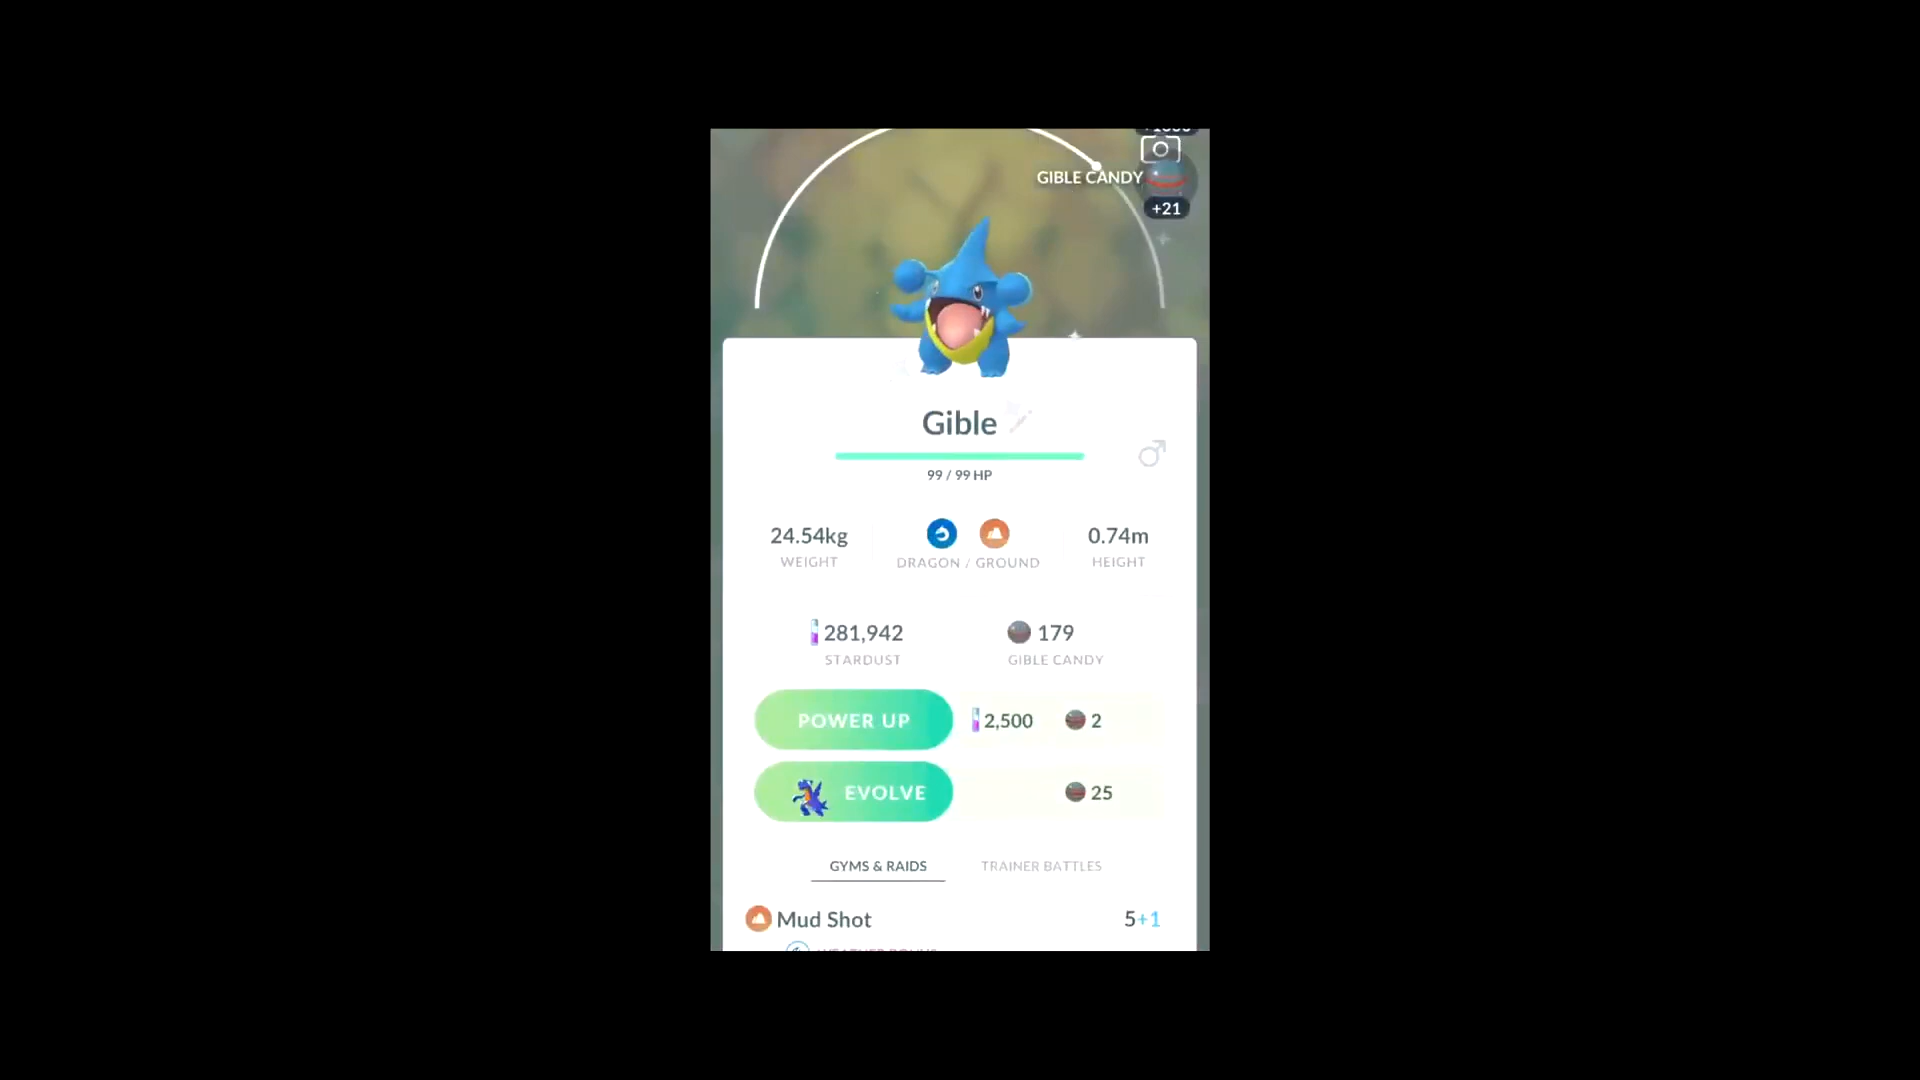 GIBLE CANDY
+21
Gible
99 / 99 HP
24.54kg
WEIGHT
DRAGON / GROUND
0.74m
HEIGHT
281,942
STARDUST
179
GIBLE CANDY
POWER UP
2,500
2
EVOLVE
25
GYMS & RAIDS
TRAINER BATTLES
Mud Shot
5+1